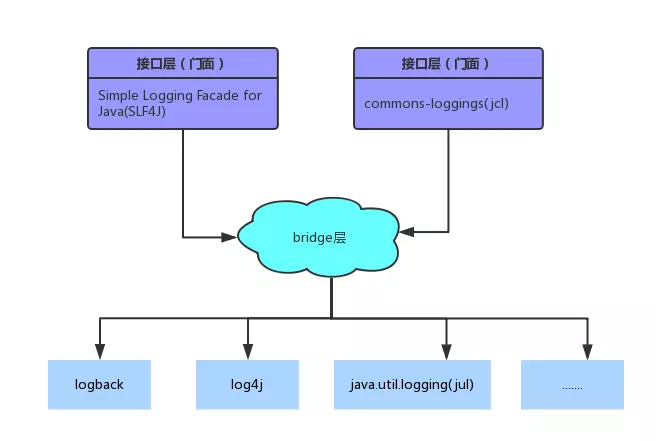 接口层（门面）
Simple Logging Facade for
Java(SLF4J)
接口层（门面）
commons-loggings(jcl)
bridge层
logback
log4j
java.util.logging(jul)
.......